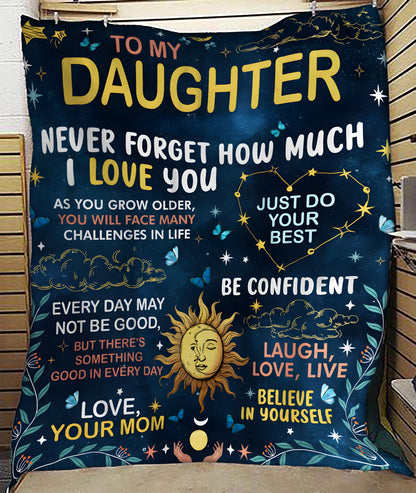 TO MY
DAUGHTER
NEVER FORGET HOW MUCH
I LOVE YOU
AS YOU GROW OLDER,
YOU WILL FACE MANY
CHALLENGES IN LIFE
JUST DO
YOUR
BEST
BE CONFIDENT
EVERY DAY MAY
NOT BE GOOD,
BUT THERE'S
SOMETHING
GOOD IN EVERY DAY
LAUGH,
LOVE, LIVE
LOVE,
YOUR MOM
BELIEVE
IN YOURSELF